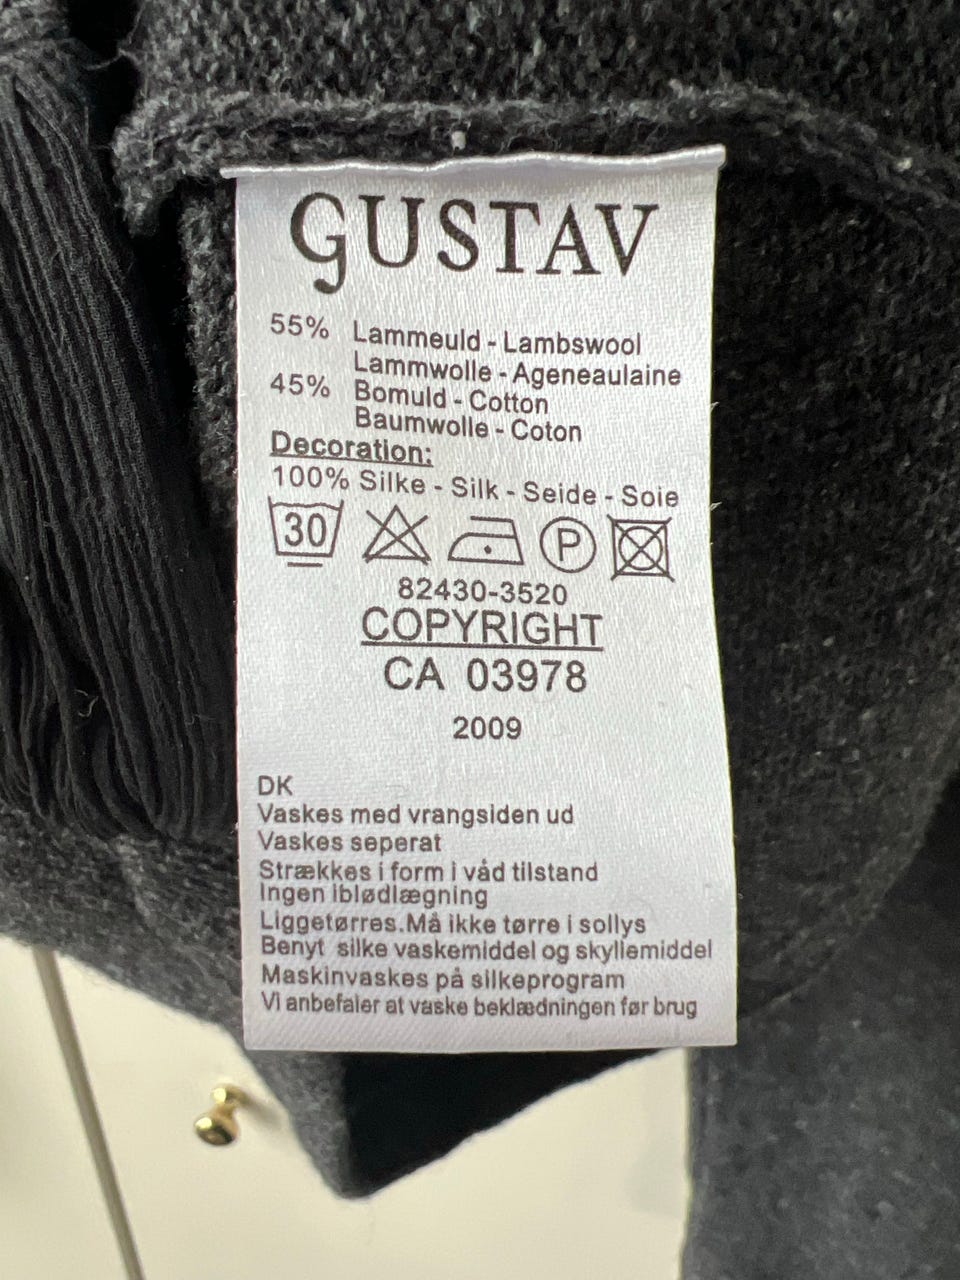 GUSTAV
55% Lammeuld - Lambswool
Lammwolle - Ageneaulaine
45% Bomuld - Cotton
Baumwolle - Coton
Decoration:
100% Silke - Silk - Seide - Soie
30 P
82430-3520
COPYRIGHT
CA 03978
2009
DK
Vaskes med vrangsiden ud
Vaskes seperat
Strækkes i form i våd tilstand
Ingen iblødlægning
Liggetørres.Må ikke tørre i sollys
Benyt silke vaskemiddel og skyllemiddel
Maskinvaskes på silkeprogram
Vi anbefaler at vaske beklædningen før brug